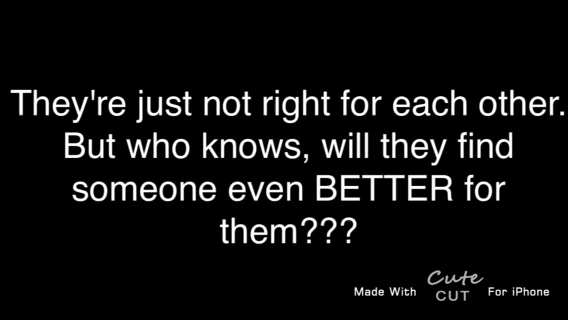 They're just not right for each other.
But who knows, will they find
someone even BETTER for
them???
Made With Cute CUT For iPhone